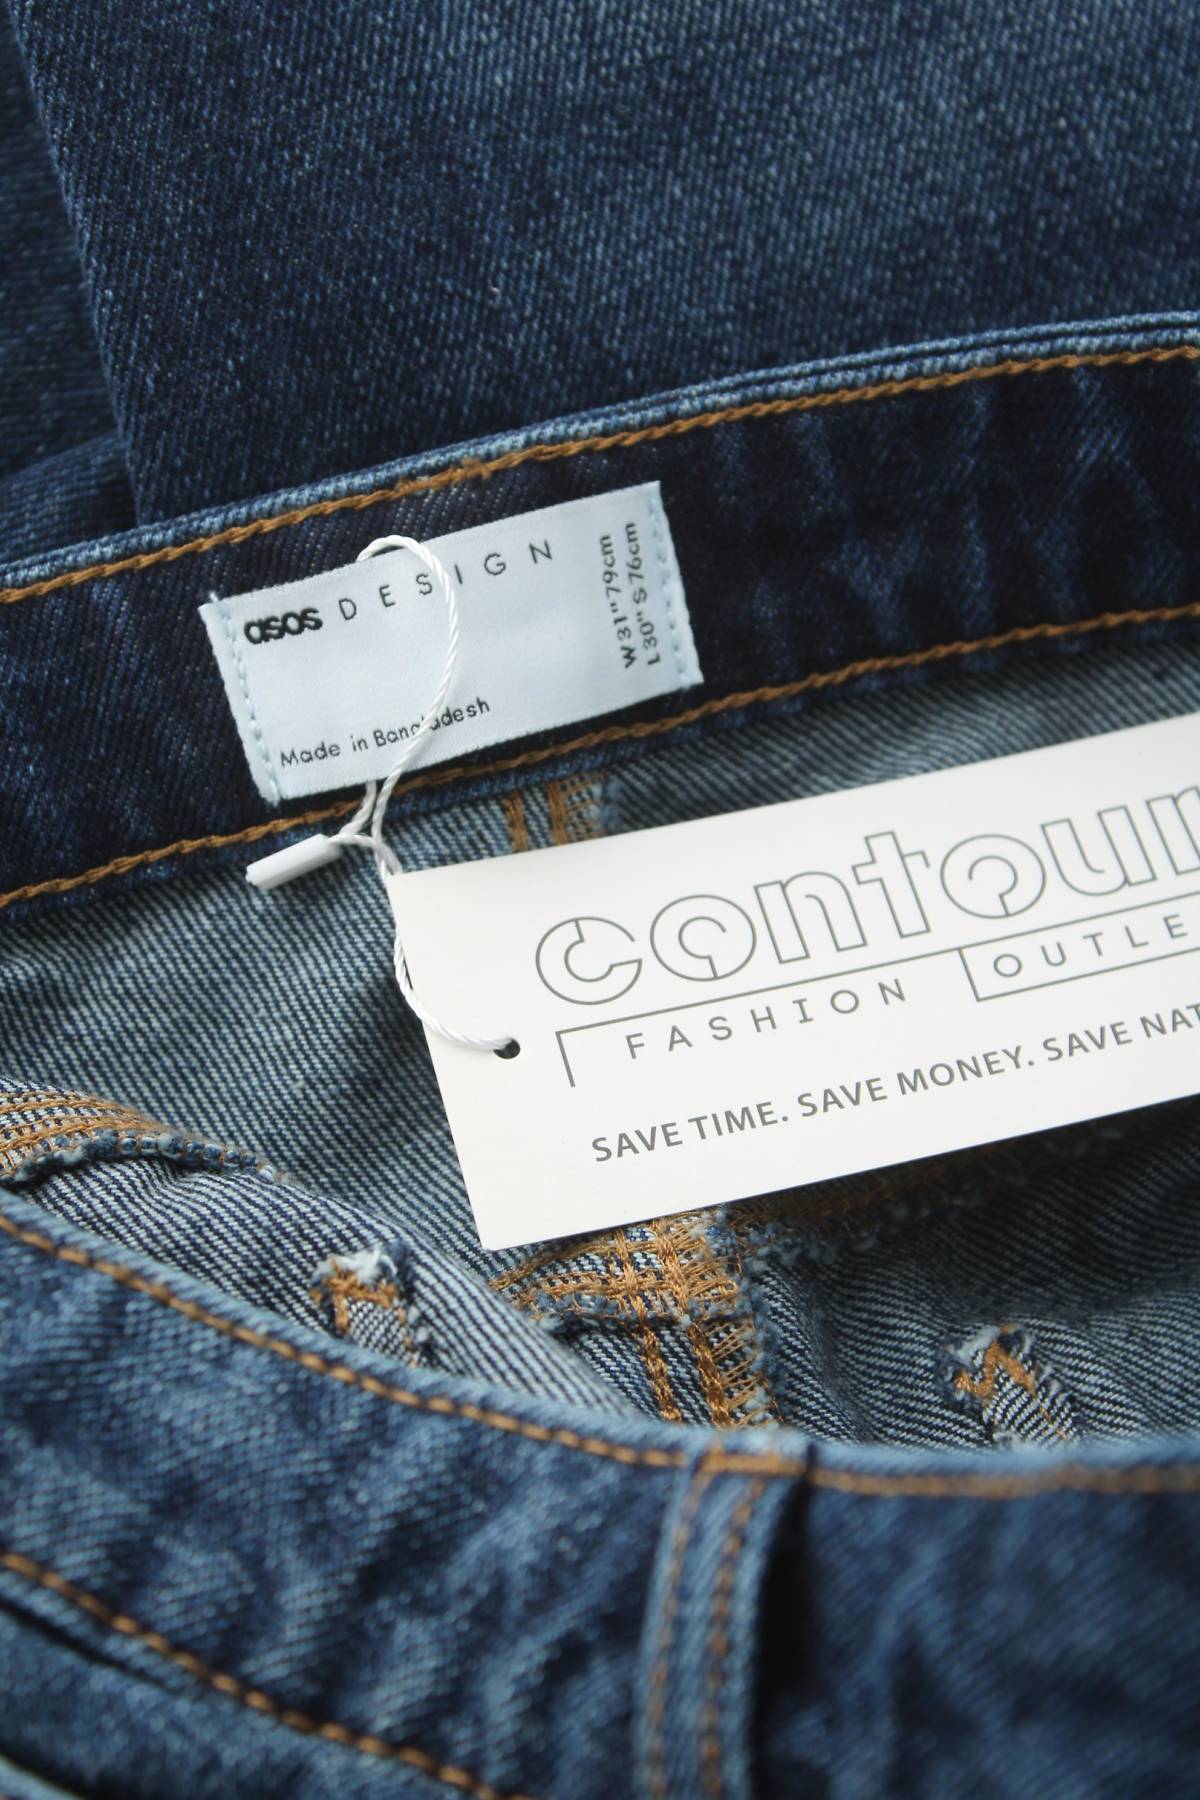 asos DESIGN
Made in Bangladesh
W31" 79cm
L30" S 76cm
contour
FASHION OUTLE
SAVE TIME. SAVE MONEY. SAVE NAT